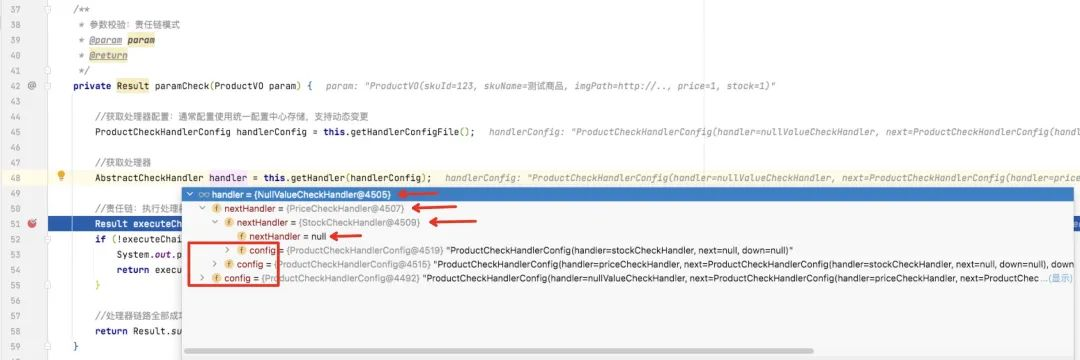 37 /**
38 * 参数校验：责任链模式
39 * @param param
40 * @return
41 */
42 @ private Result paramCheck(ProductVO param) { param: "ProductVO(skuId=123, skuName=测试商品, imgPath=http://.., price=1, stock=1)"
43
44 //获取处理器配置：通常配置使用统一配置中心存储，支持动态变更
45 ProductCheckHandlerConfig handlerConfig = this.getHandlerConfigFile(); handlerConfig: "ProductCheckHandlerConfig(handler=nullValueCheckHandler, next=ProductCheckHandlerConfig(hand
46
47 //获取处理器
48 AbstractCheckHandler handler = this.getHandler(handlerConfig); handlerConfig: "ProductCheckHandlerConfig(handler=nullValueCheckHandler, next=ProductCheckHandlerConfig(handler=price
49
handler = {NullValueCheckHandler@4505}
50 //责任链：执行处理器
f nextHandler = {PriceCheckHandler@4507}
51 Result executeCh
f nextHandler = {StockCheckHandler@4509}
52 if (!executeChai
f nextHandler = null
53 System.out.p
f config = {ProductCheckHandlerConfig@4519} "ProductCheckHandlerConfig(handler=stockCheckHandler, next=null, down=null)"
54 return execu
f config = {ProductCheckHandlerConfig@4515} "ProductCheckHandlerConfig(handler=priceCheckHandler, next=ProductCheckHandlerConfig(handler=stockCheckHandler, next=null, down=null), down
55 }
f config = {ProductCheckHandlerConfig@4492} "ProductCheckHandlerConfig(handler=nullValueCheckHandler, next=ProductCheckHandlerConfig(handler=priceCheckHandler, next=ProductChec ...(显示)
56
57 //处理器链路全部成
58 return Result.su
59 }